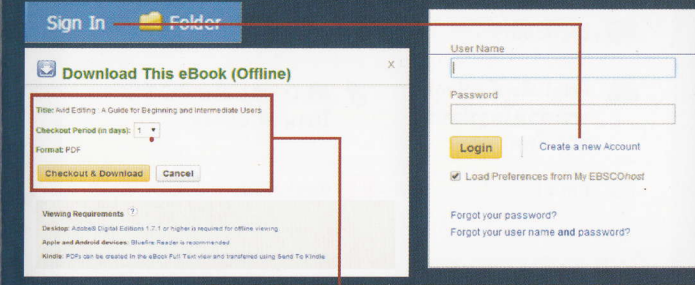 Sign In Folder
Download This eBook (Offline)
X
Title: Avid Editing : A Guide for Beginning and Intermediate Users
Checkout Period (in days): 1
Format: PDF
Checkout & Download Cancel
Viewing Requirements ?
Desktop: Adobe® Digital Editions 1.7.1 or higher is required for offline viewing.
Apple and Android devices: Bluefire Reader is recommended
Kindle: PDFs can be created in the eBook Full Text view and transferred using Send To Kindle
User Name
Password
Login Create a new Account
Load Preferences from My EBSCOhost
Forgot your password?
Forgot your user name and password?